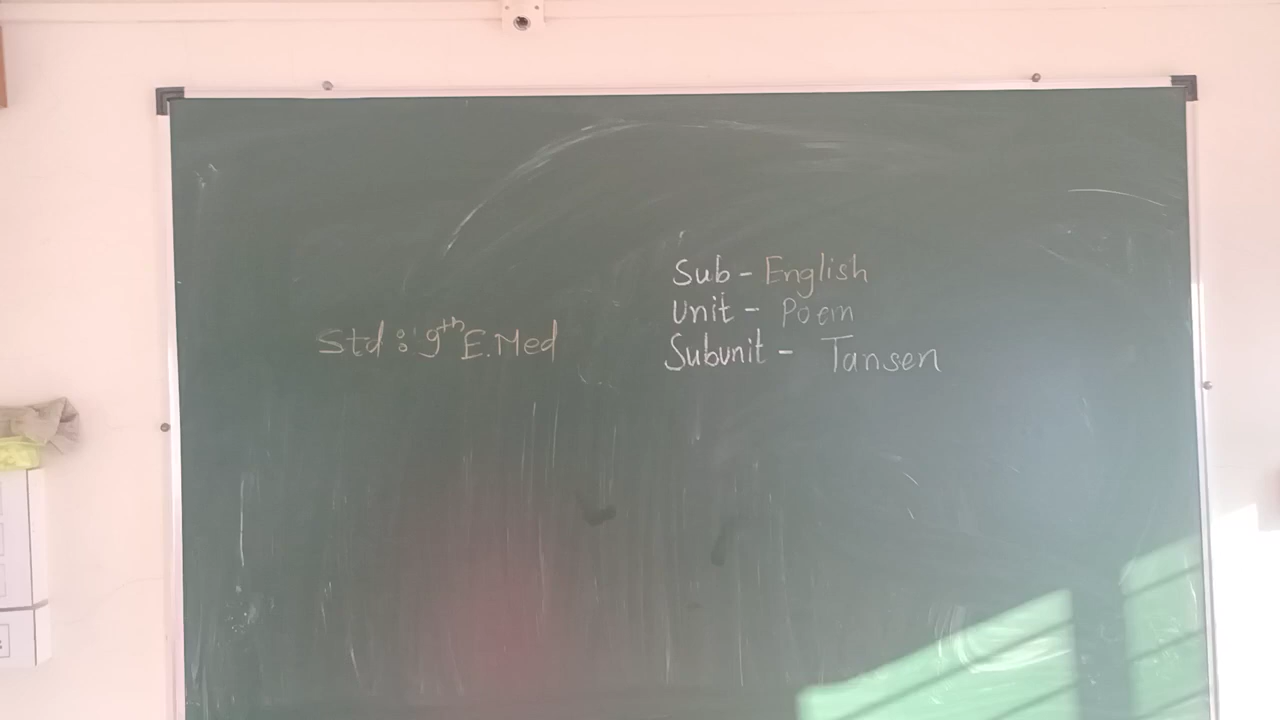 Std : 9th E.Med
Sub - English
Unit - Poem
Subunit - Tansen